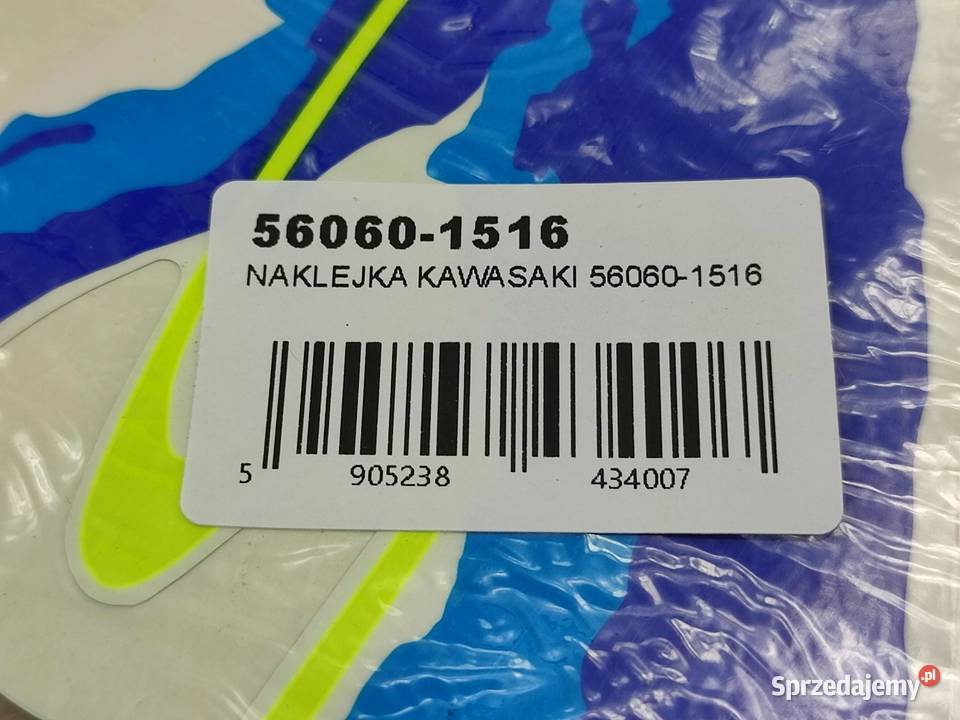 56060-1516
NAKLEJKA KAWASAKI 56060-1516
5 905238 434007
Sprzedajemy.pl